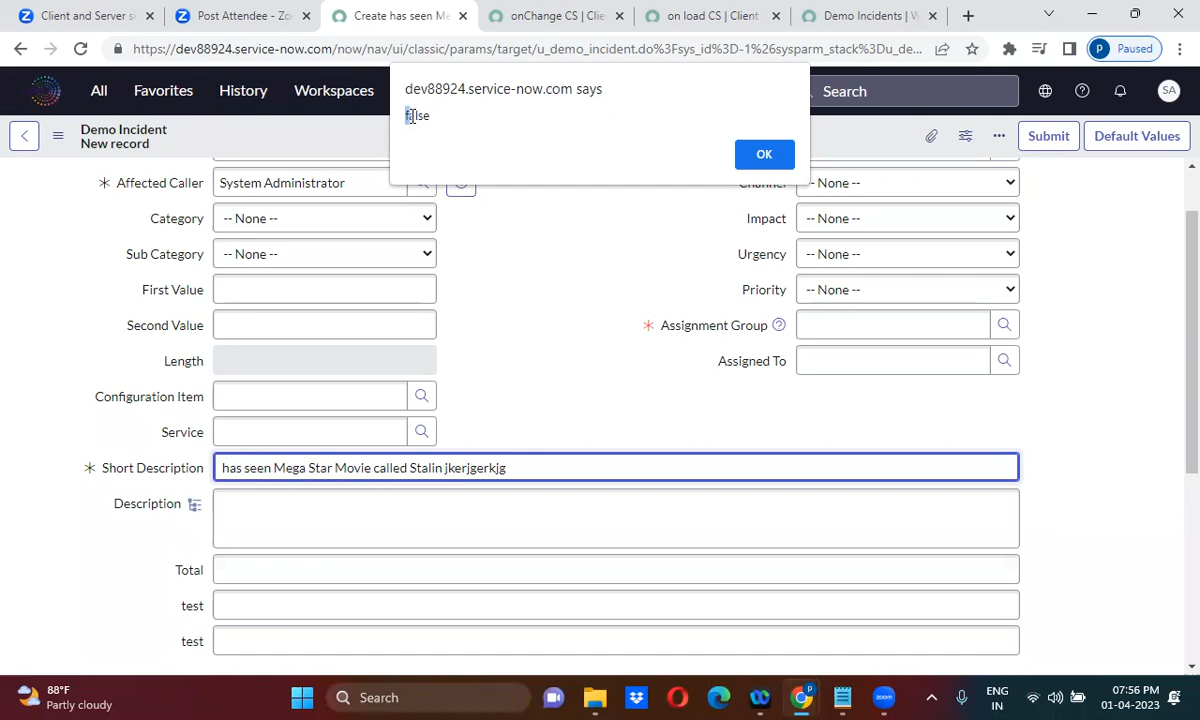 Client and Server si
Post Attendee - Zoo
Create has seen Me
onChange CS | Clie
on load CS | Client
Demo Incidents | W
https://dev88924.service-now.com/now/nav/ui/classic/params/target/u_demo_incident.do%3Fsys_id%3D-1%26sysparm_stack%3Du_de...
P Paused
All Favorites History Workspaces
Search
SA
dev88924.service-now.com says
false
OK
Demo Incident
New record
Submit
Default Values
* Affected Caller System Administrator
Channel -- None --
Category -- None --
Impact -- None --
Sub Category -- None --
Urgency -- None --
First Value
Priority -- None --
Second Value
* Assignment Group
Length
Assigned To
Configuration Item
Service
* Short Description has seen Mega Star Movie called Stalin jkerjgerkjg
Description
Total
test
test
88°F
Partly cloudy
Search
zoom
ENG
IN
07:56 PM
01-04-2023